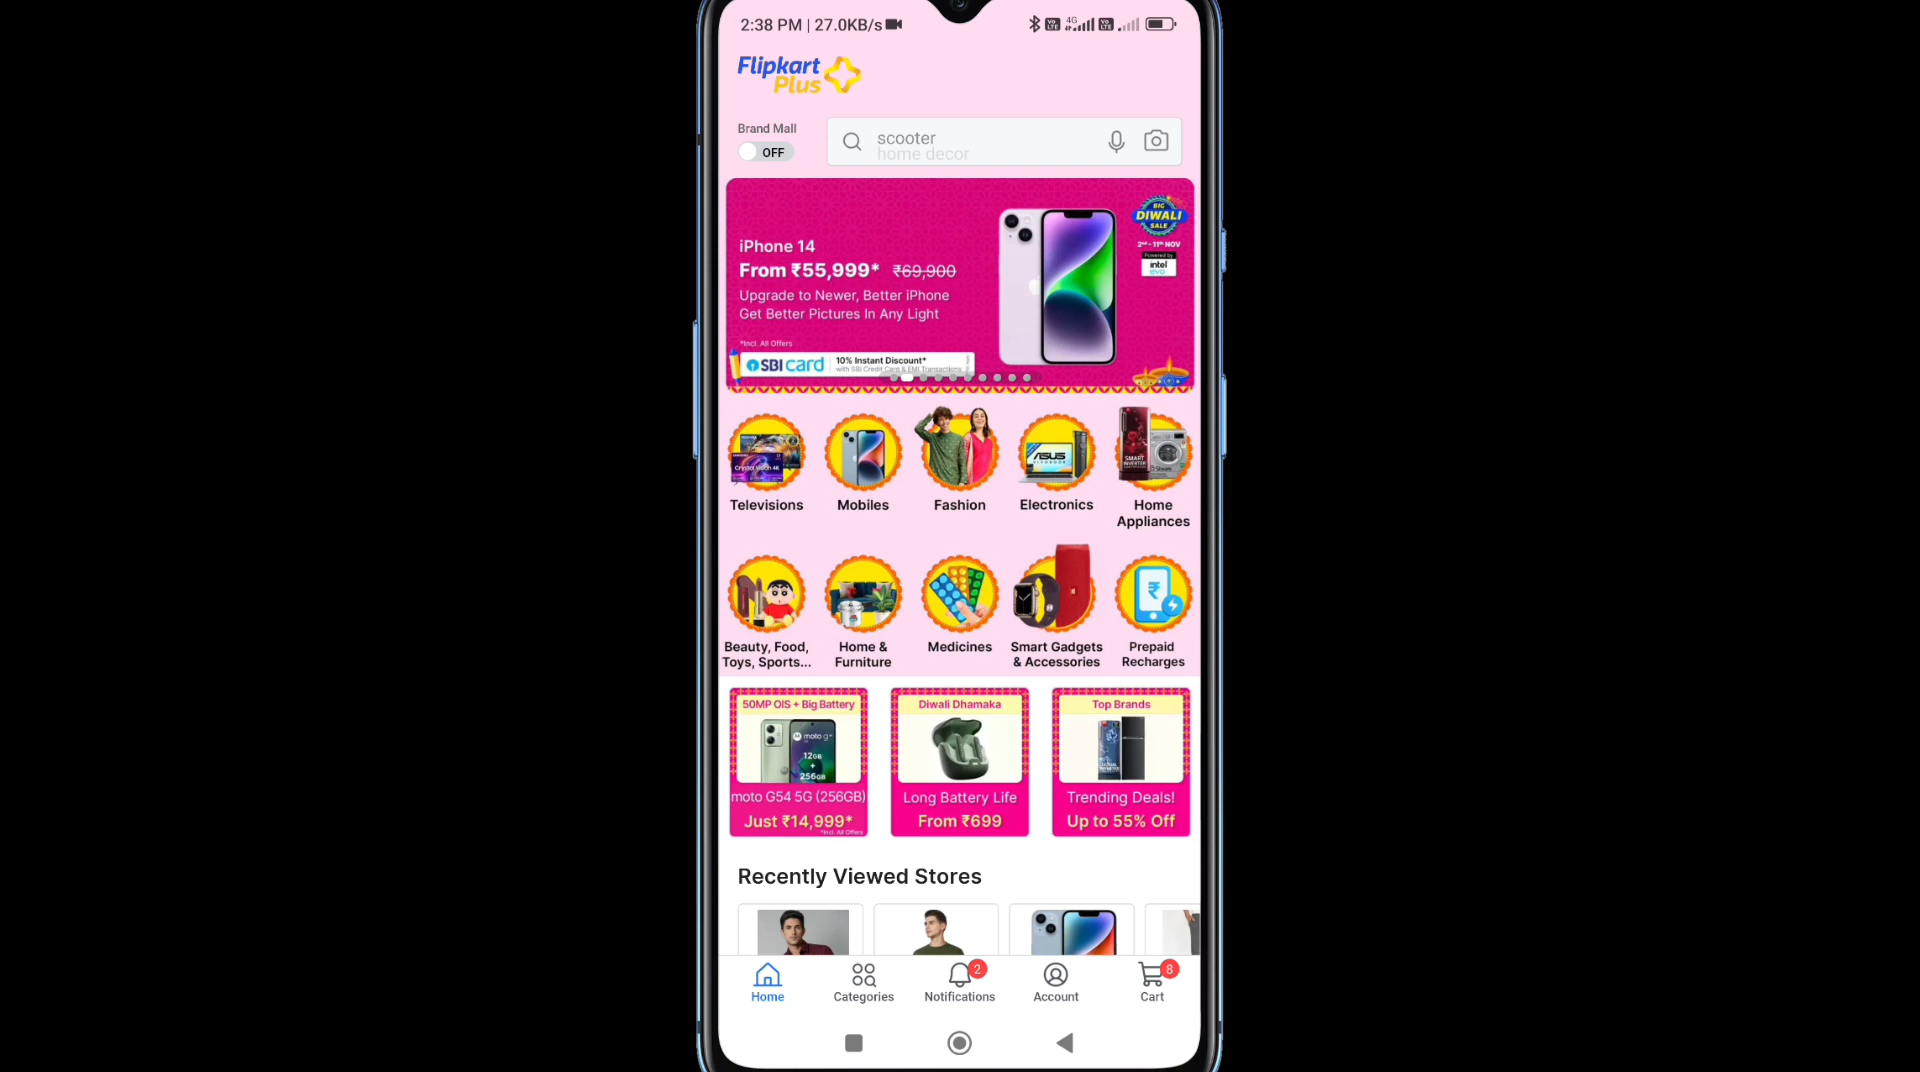 2:38 PM | 27.0KB/s
4G
Flipkart
Plus
Brand Mall
OFF
scooter
home decor
BIG
DIWALI
SALE
2ND - 11TH NOV
Powered by
intel
evo
iPhone 14
From ₹55,999* ₹69,900
Upgrade to Newer, Better iPhone
Get Better Pictures In Any Light
*Incl. All Offers
SBI card 10% Instant Discount*
with SBI Credit Card & EMI Transactions
Televisions
Mobiles
Fashion
Electronics
Home
Appliances
Beauty, Food,
Toys, Sports...
Home &
Furniture
Medicines
Smart Gadgets
& Accessories
Prepaid
Recharges
50MP OIS + Big Battery
moto g54
12GB
+
256GB
moto G54 5G (256GB)
Just ₹14,999*
*Incl. All Offers
Diwali Dhamaka
Long Battery Life
From ₹699
Top Brands
Trending Deals!
Up to 55% Off
Recently Viewed Stores
Home
Categories
2
Notifications
Account
8
Cart